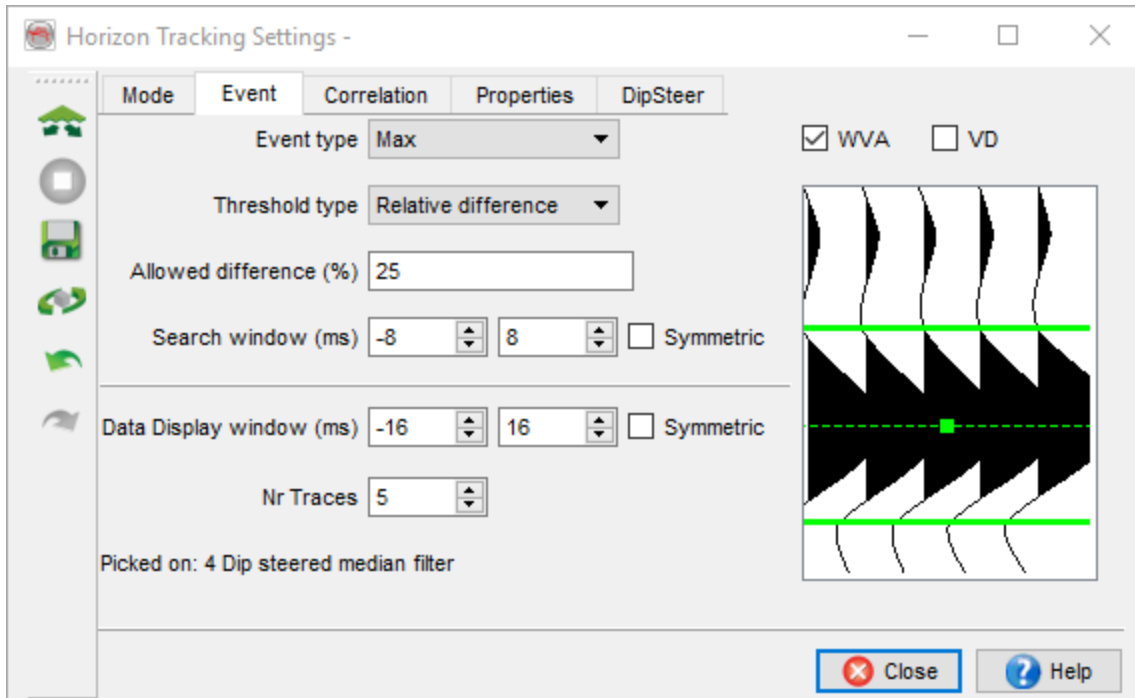 Horizon Tracking Settings -
Mode Event Correlation Properties DipSteer
Event type Max WVA VD
Threshold type Relative difference
Allowed difference (%) 25
Search window (ms) -8 8 Symmetric
Data Display window (ms) -16 16 Symmetric
Nr Traces 5
Picked on: 4 Dip steered median filter
Close Help